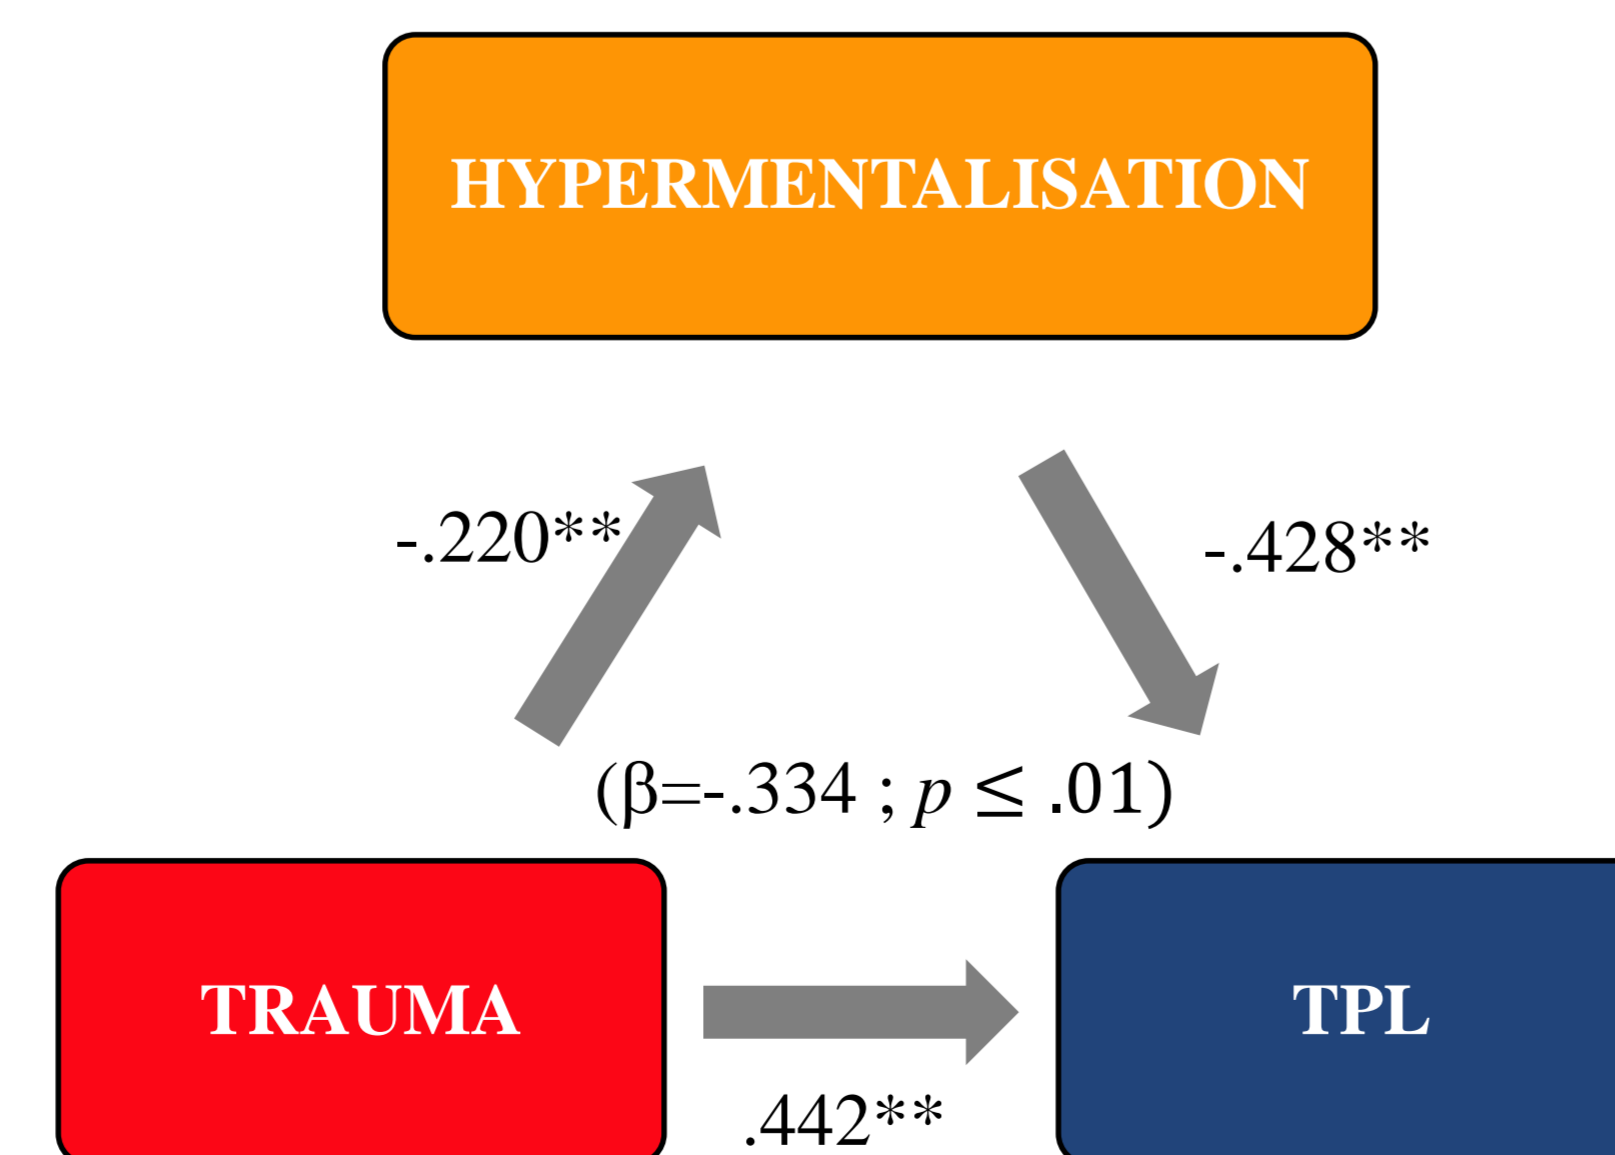 HYPERMENTALISATION
-.220**
-.428**
(β=-.334 ; p ≤ .01)
TRAUMA
TPL
.442**